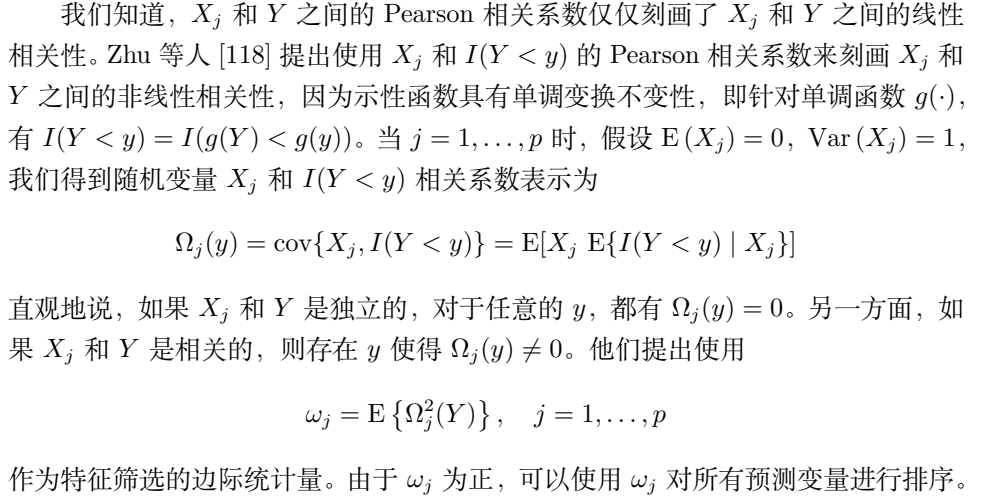 我们知道，$X_j$ 和 $Y$ 之间的 Pearson 相关系数仅仅刻画了 $X_j$ 和 $Y$ 之间的线性
相关性。Zhu 等人 [118] 提出使用 $X_j$ 和 $I(Y < y)$ 的 Pearson 相关系数来刻画 $X_j$ 和
$Y$ 之间的非线性相关性，因为示性函数具有单调变换不变性，即针对单调函数 $g(\cdot)$，
有 $I(Y < y) = I(g(Y) < g(y))$。当 $j = 1, \ldots, p$ 时，假设 $\mathrm{E}(X_j) = 0$，$\mathrm{Var}(X_j) = 1$，
我们得到随机变量 $X_j$ 和 $I(Y < y)$ 相关系数表示为
$\Omega_j(y) = \mathrm{cov}\{X_j, I(Y < y)\} = \mathrm{E}[X_j\ \mathrm{E}\{I(Y < y) \mid X_j\}]$
直观地说，如果 $X_j$ 和 $Y$ 是独立的，对于任意的 $y$，都有 $\Omega_j(y) = 0$。另一方面，如
果 $X_j$ 和 $Y$ 是相关的，则存在 $y$ 使得 $\Omega_j(y) \neq 0$。他们提出使用
$\omega_j = \mathrm{E}\left\{\Omega_j^2(Y)\right\}, \quad j = 1, \ldots, p$
作为特征筛选的边际统计量。由于 $\omega_j$ 为正，可以使用 $\omega_j$ 对所有预测变量进行排序。